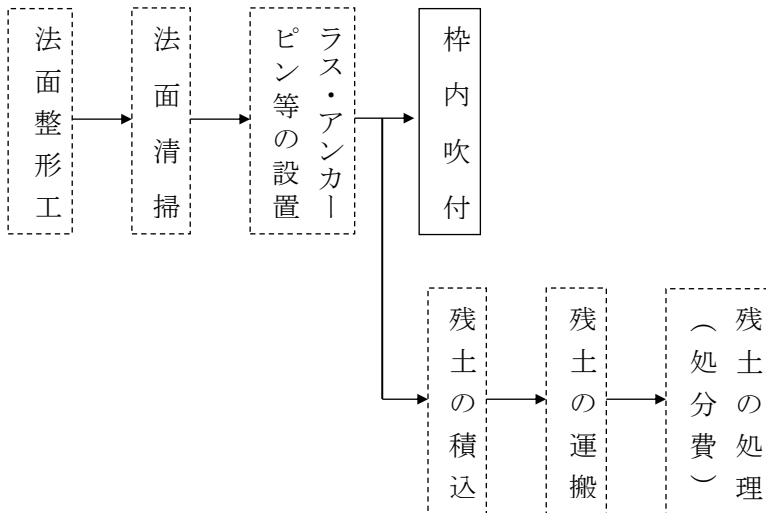 法面整形工
法面清掃
ラス・アンカー
ピン等の設置
枠内吹付
残土の積込
残土の運搬
残土の処理
（処分費）